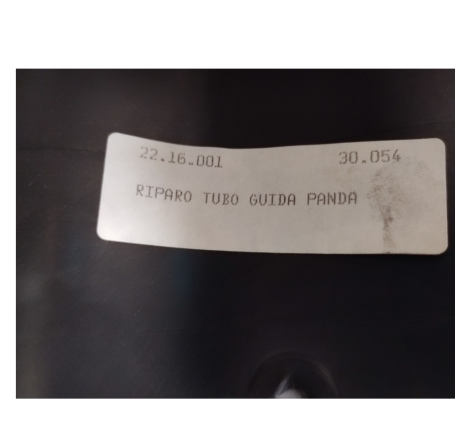 22.16.001 30.054
RIPARO TUBO GUIDA PANDA